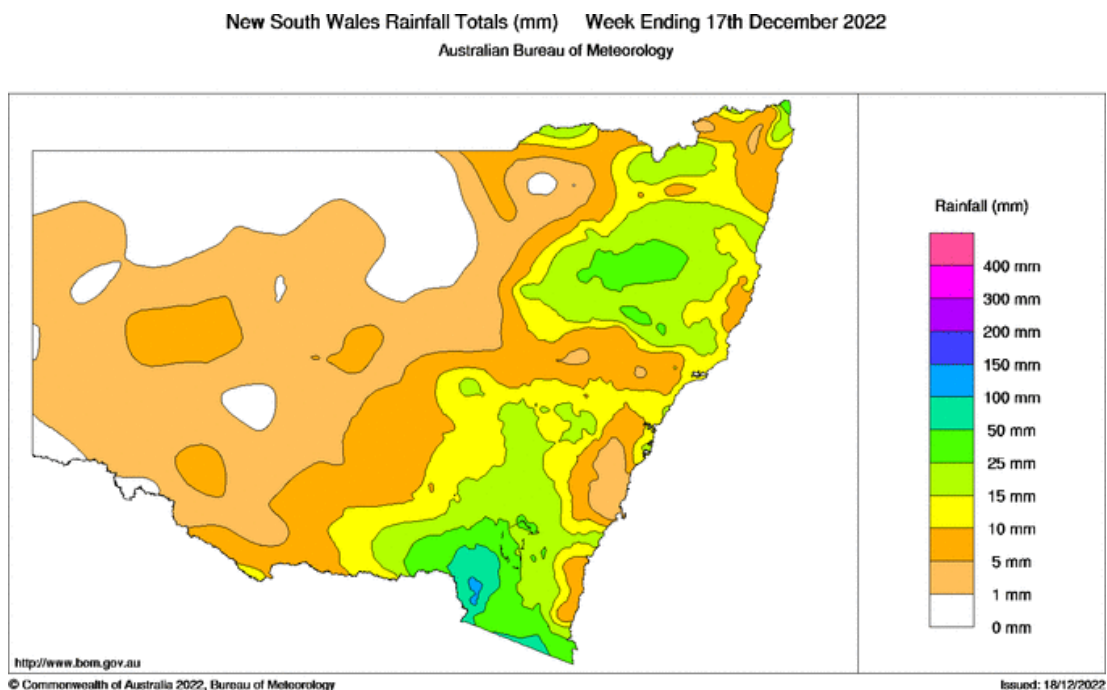 New South Wales Rainfall Totals (mm) Week Ending 17th December 2022
Australian Bureau of Meteorology
Rainfall (mm)
400 mm
300 mm
200 mm
150 mm
100 mm
50 mm
25 mm
15 mm
10 mm
5 mm
1 mm
0 mm
http://www.bom.gov.au
© Commonwealth of Australia 2022, Bureau of Meteorology Issued: 18/12/2022